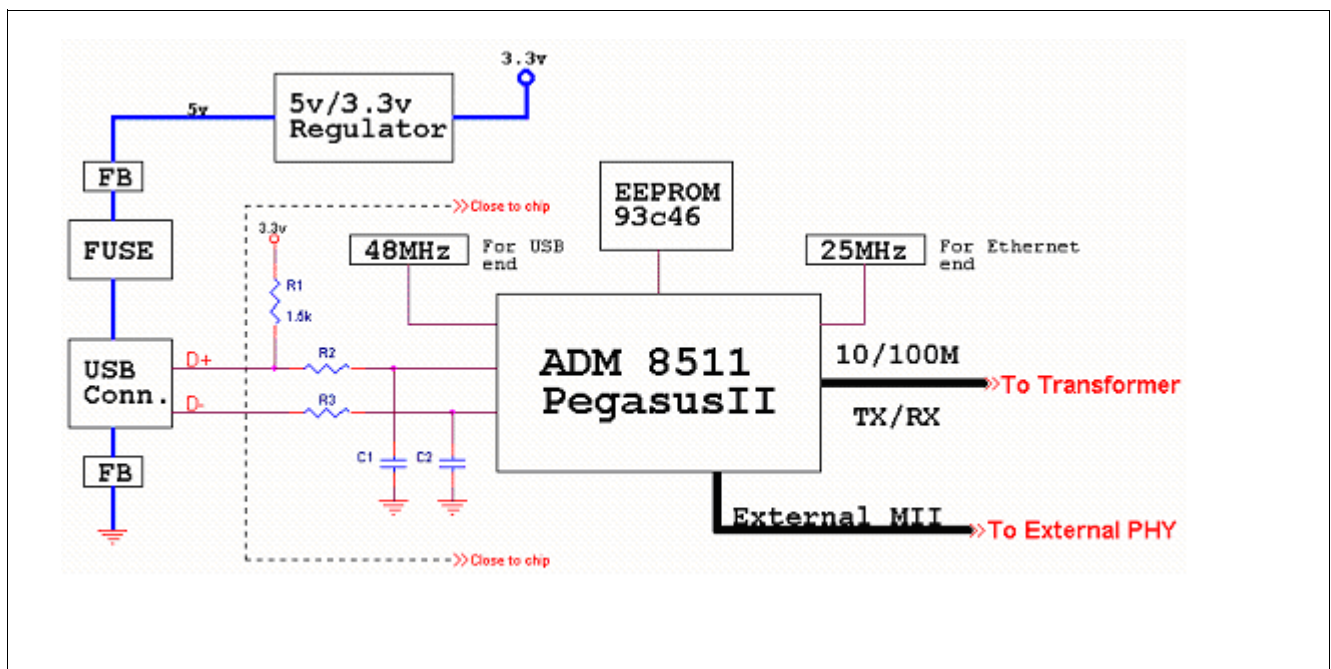 3.3v
5v
5v/3.3v
Regulator
FB
FUSE
USB
Conn.
FB
D+
D-
3.3v
R1
1.5k
R2
R3
C1
C2
Close to chip
Close to chip
48MHz
For USB
end
EEPROM
93c46
25MHz
For Ethernet
end
ADM 8511
PegasusII
10/100M
TX/RX
To Transformer
External MII
To External PHY